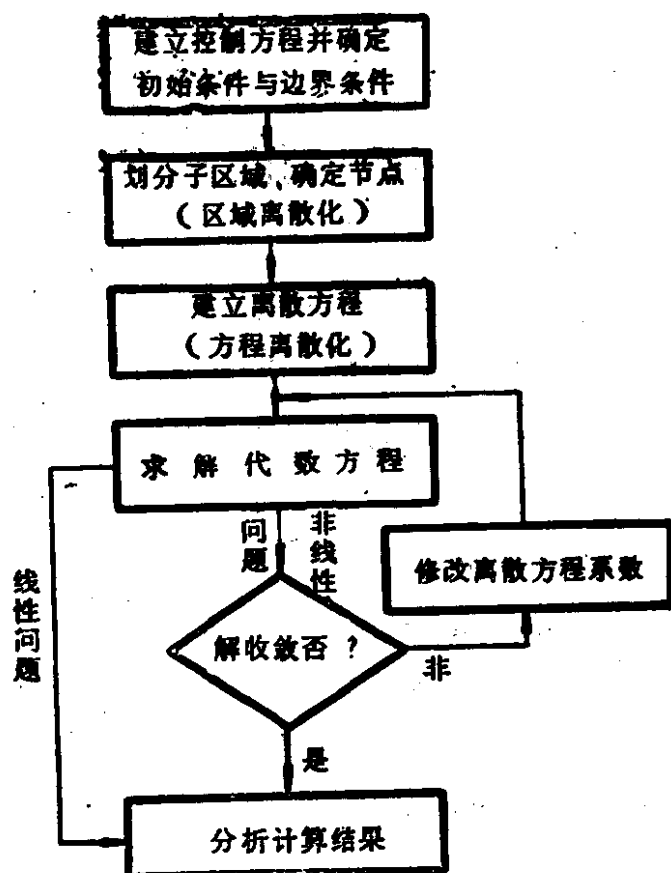 建立控制方程并确定
初始条件与边界条件
划分子区域、确定节点
（区域离散化）
建立离散方程
（方程离散化）
求解代数方程
非线性
问题
修改离散方程系数
线性问题
解收敛否？
非
是
分析计算结果